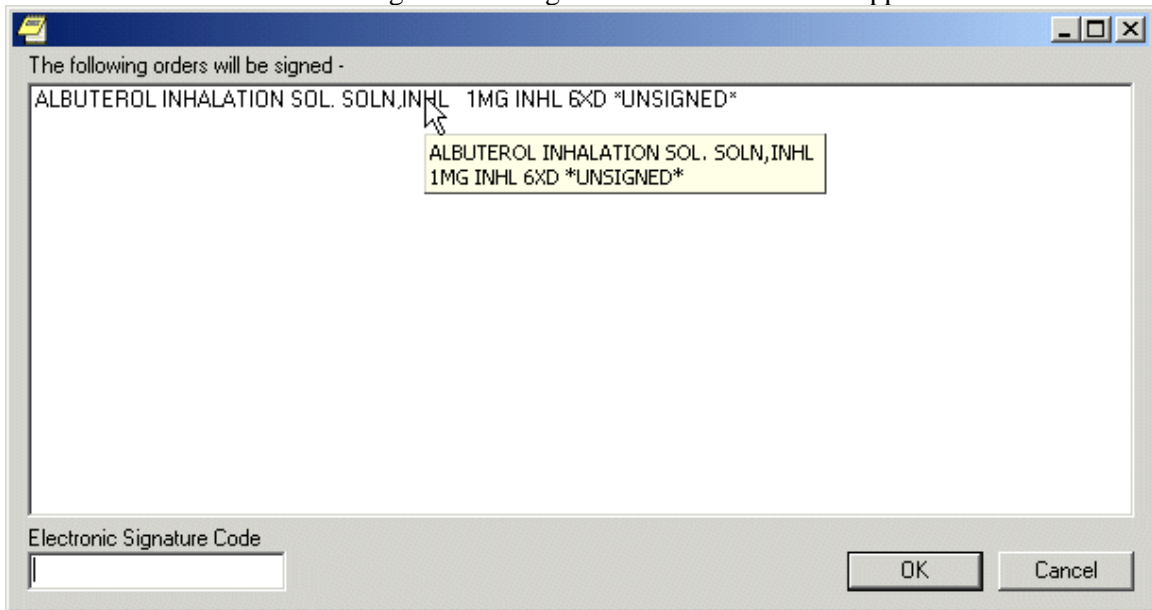 The following orders will be signed -
ALBUTEROL INHALATION SOL. SOLN,INHL 1MG INHL 6XD *UNSIGNED*
ALBUTEROL INHALATION SOL. SOLN,INHL
1MG INHL 6XD *UNSIGNED*
Electronic Signature Code
OK Cancel